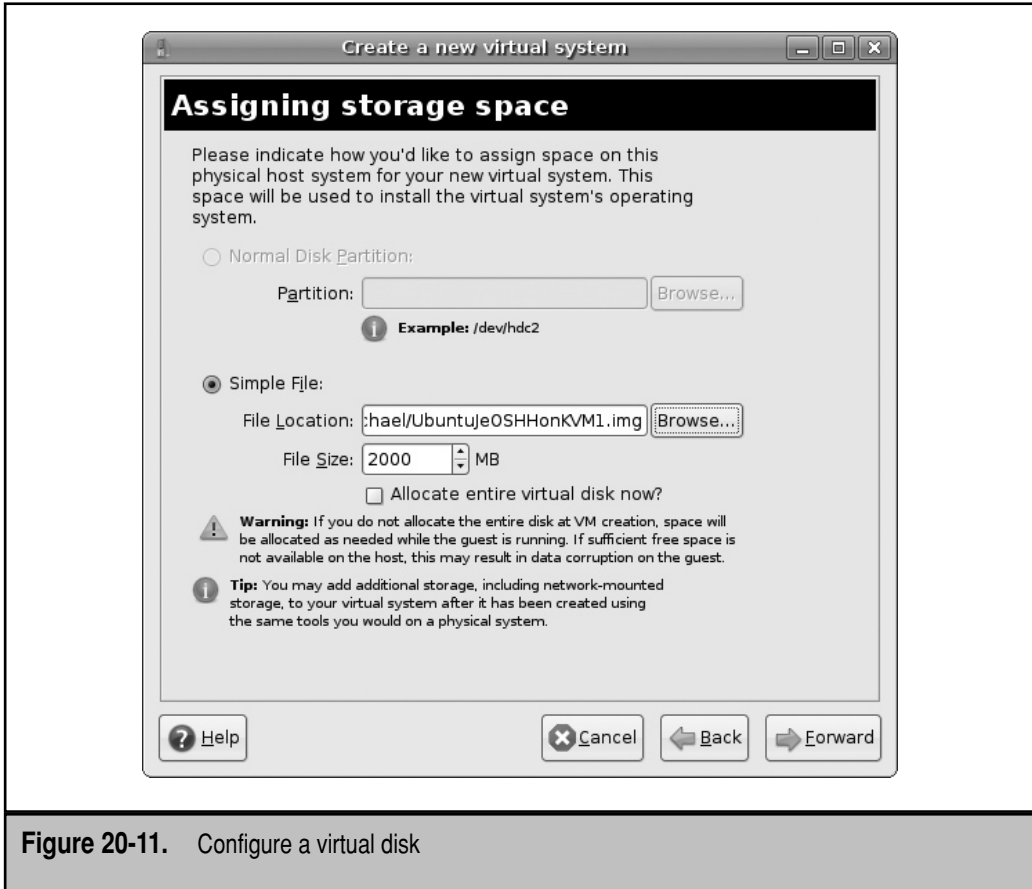 Create a new virtual system
Assigning storage space
Please indicate how you'd like to assign space on this
physical host system for your new virtual system. This
space will be used to install the virtual system's operating
system.
Normal Disk Partition:
Partition: Browse...
Example: /dev/hdc2
Simple File:
File Location: :hael/UbuntuJeOSHHonKVM1.img Browse...
File Size: 2000 MB
Allocate entire virtual disk now?
Warning: If you do not allocate the entire disk at VM creation, space will
be allocated as needed while the guest is running. If sufficient free space is
not available on the host, this may result in data corruption on the guest.
Tip: You may add additional storage, including network-mounted
storage, to your virtual system after it has been created using
the same tools you would on a physical system.
Help Cancel Back Forward
Figure 20-11. Configure a virtual disk